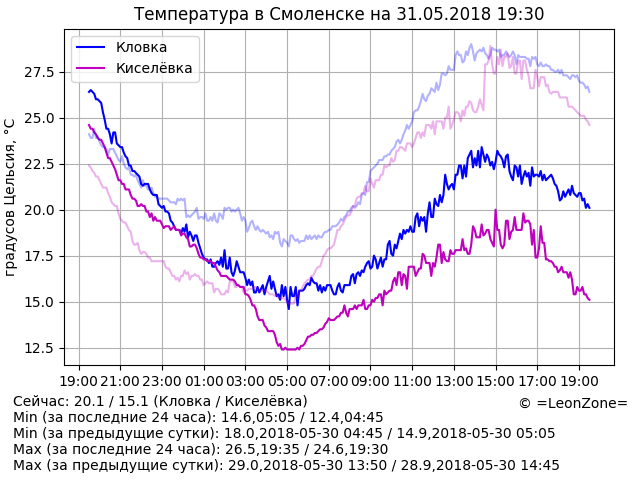 Температура в Смоленске на 31.05.2018 19:30
Кловка
Киселёвка
градусов Цельсия, °C
27.5
25.0
22.5
20.0
17.5
15.0
12.5
19:00 21:00 23:00 01:00 03:00 05:00 07:00 09:00 11:00 13:00 15:00 17:00 19:00
Сейчас: 20.1 / 15.1 (Кловка / Киселёвка)
© =LeonZone=
Min (за последние 24 часа): 14.6,05:05 / 12.4,04:45
Min (за предыдущие сутки): 18.0,2018-05-30 04:45 / 14.9,2018-05-30 05:05
Max (за последние 24 часа): 26.5,19:35 / 24.6,19:30
Max (за предыдущие сутки): 29.0,2018-05-30 13:50 / 28.9,2018-05-30 14:45